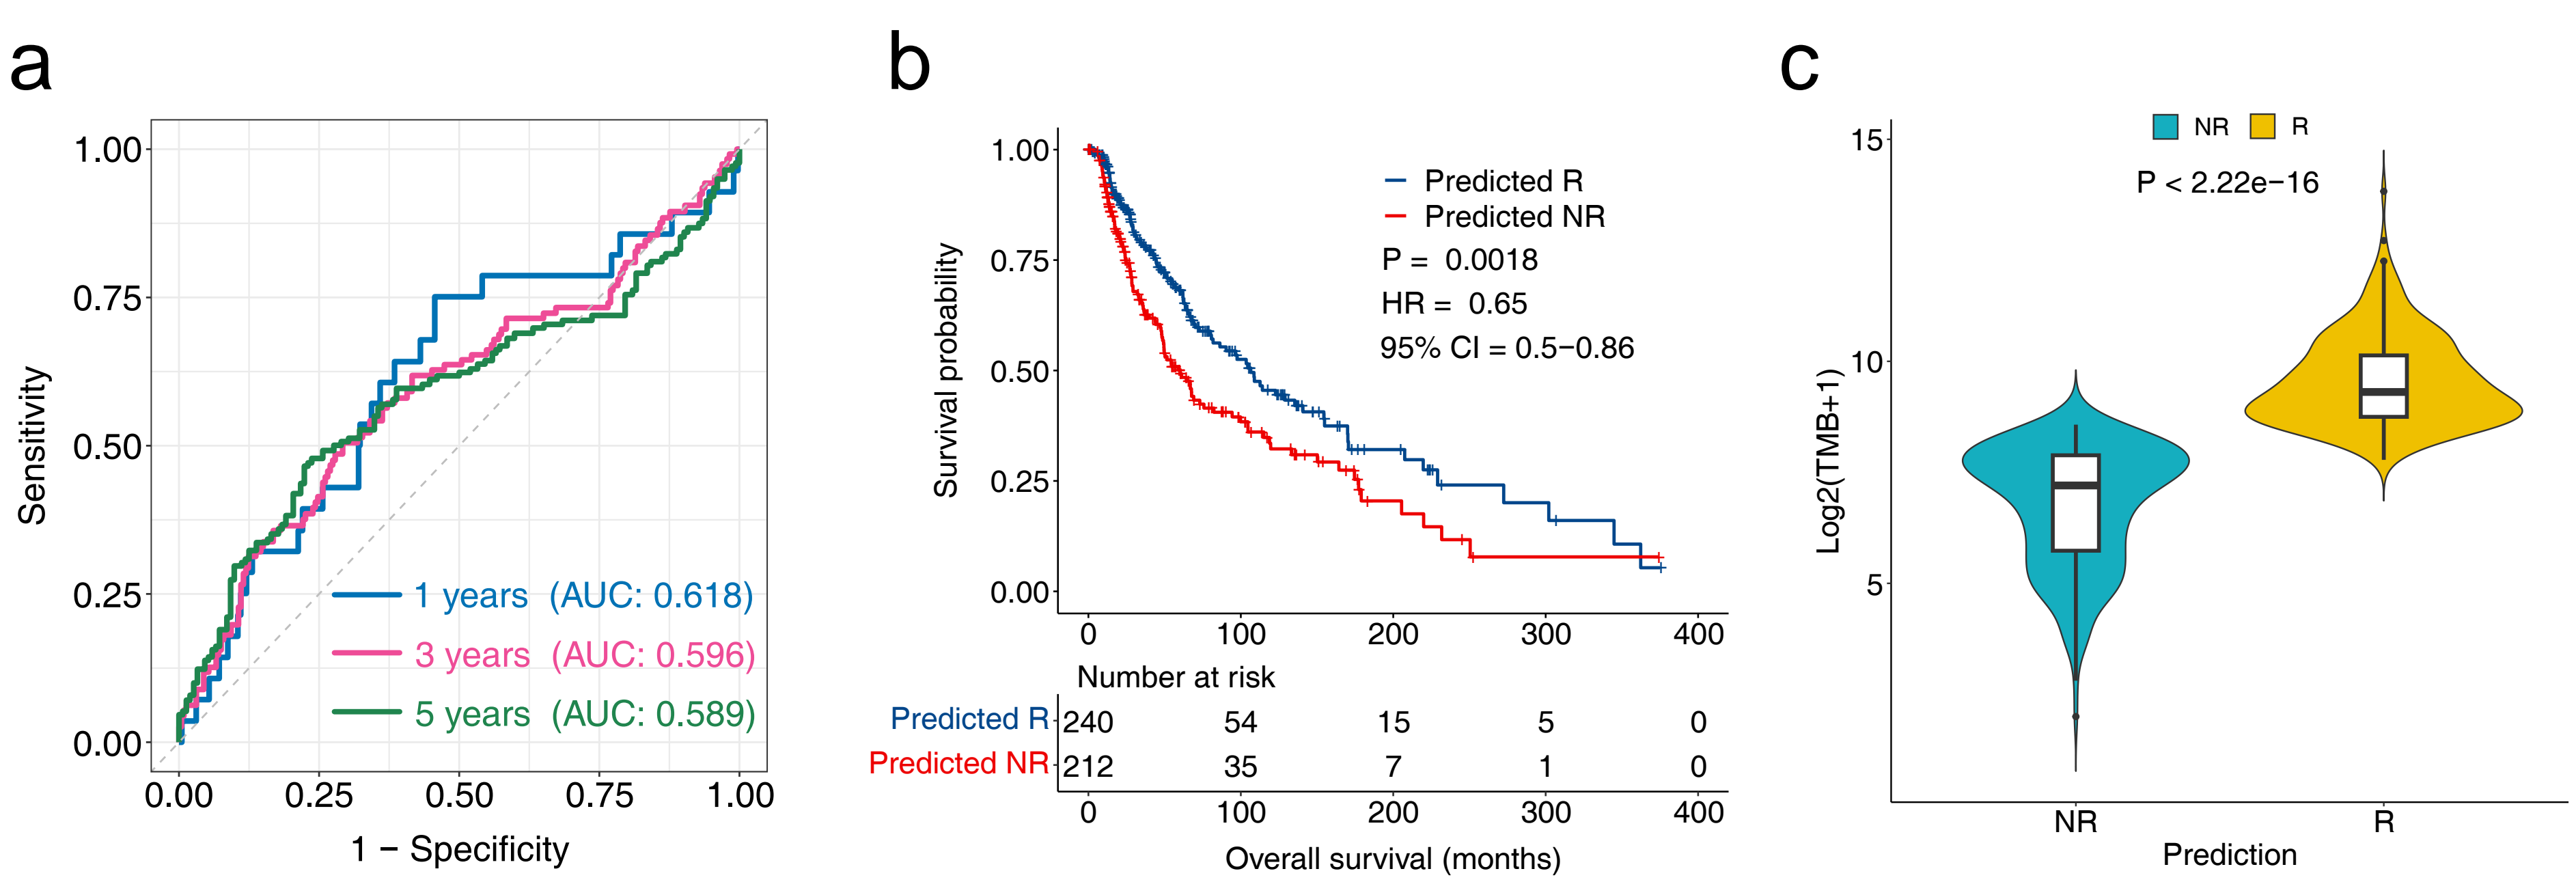 a
1.00
0.75
0.50
0.25
0.00
Sensitivity
1 years (AUC: 0.618)
3 years (AUC: 0.596)
5 years (AUC: 0.589)
0.00 0.25 0.50 0.75 1.00
1 − Specificity
b
1.00
0.75
0.50
0.25
0.00
Survival probability
Predicted R
Predicted NR
P = 0.0018
HR = 0.65
95% CI = 0.5−0.86
0 100 200 300 400
Number at risk
Predicted R 240 54 15 5 0
Predicted NR 212 35 7 1 0
0 100 200 300 400
Overall survival (months)
c
NR R
P < 2.22e−16
15
10
5
Log2(TMB+1)
NR R
Prediction